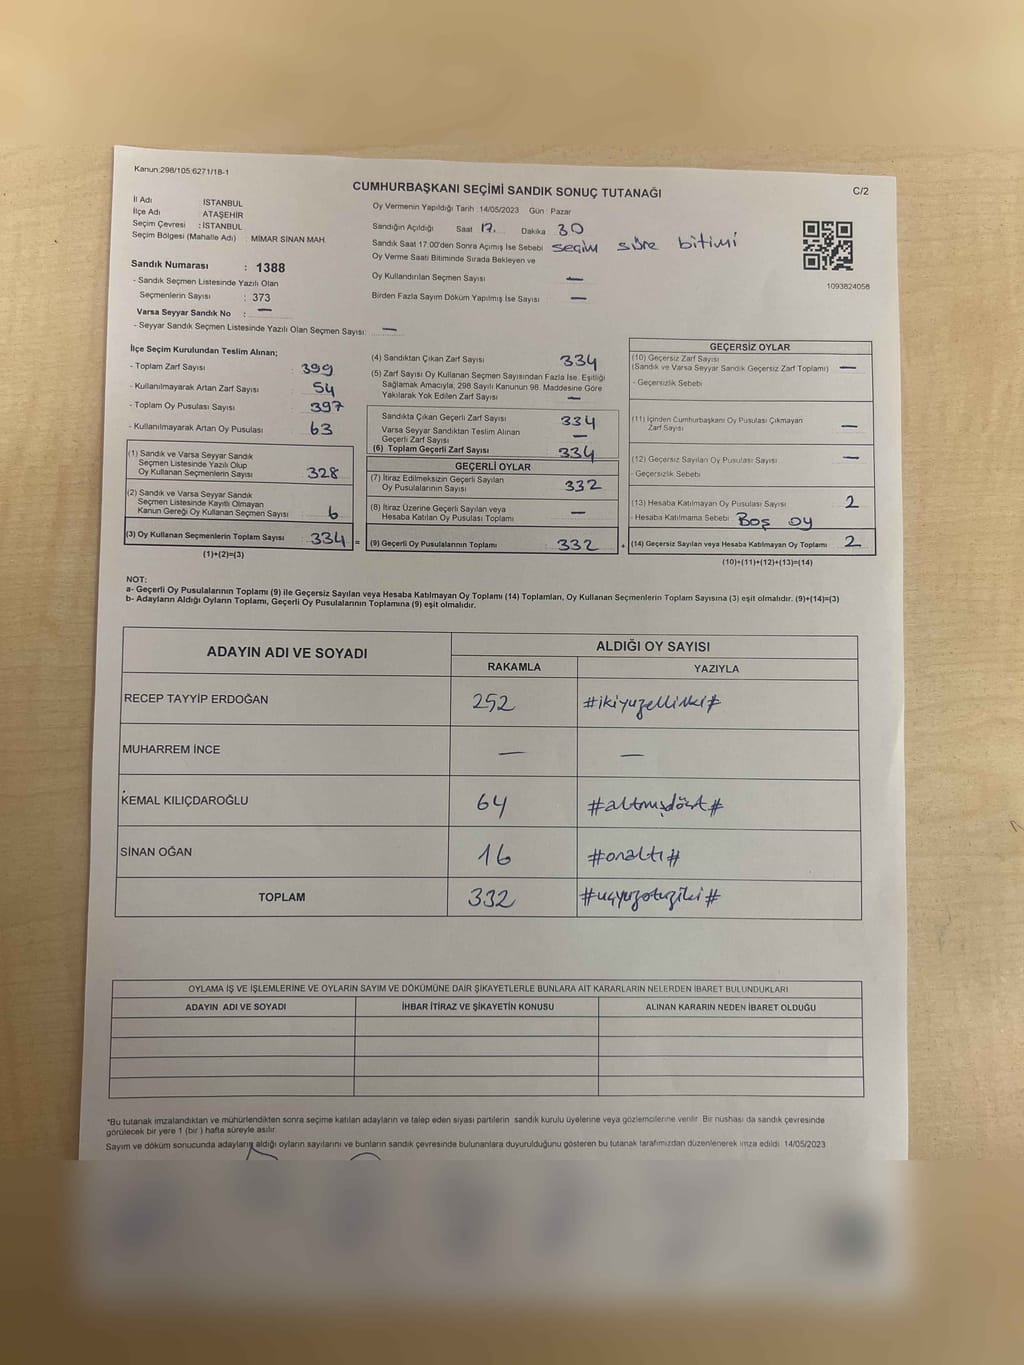 Kanun:298/105;6271/18-1
CUMHURBAŞKANI SEÇİMİ SANDIK SONUÇ TUTANAĞI
C/2
İl Adı İSTANBUL
İlçe Adı ATAŞEHİR
Seçim Çevresi : İSTANBUL
Seçim Bölgesi (Mahalle Adı) : MİMAR SİNAN MAH.
Sandık Numarası : 1388
- Sandık Seçmen Listesinde Yazılı Olan
Seçmenlerin Sayısı : 373
Varsa Seyyar Sandık No : —
- Seyyar Sandık Seçmen Listesinde Yazılı Olan Seçmen Sayısı: —
Oy Vermenin Yapıldığı Tarih : 14/05/2023 Gün : Pazar
Sandığın Açıldığı Saat 17. Dakika 30
Sandık Saat 17:00'den Sonra Açımış İse Sebebi seçim süre bitimi
Oy Verme Saati Bitiminde Sırada Bekleyen ve
Oy Kullandırılan Seçmen Sayısı —
Birden Fazla Sayım Döküm Yapılmış İse Sayısı —
1093824058
İlçe Seçim Kurulundan Teslim Alınan;
- Toplam Zarf Sayısı : 399
- Kullanılmayarak Artan Zarf Sayısı : 54
- Toplam Oy Pusulası Sayısı : 397
- Kullanılmayarak Artan Oy Pusulası : 63
(1) Sandık ve Varsa Seyyar Sandık
Seçmen Listesinde Yazılı Olup
Oy Kullanan Seçmenlerin Sayısı : 328
(2) Sandık ve Varsa Seyyar Sandık
Seçmen Listesinde Kayıtlı Olmayan
Kanun Gereği Oy Kullanan Seçmen Sayısı : 6
(3) Oy Kullanan Seçmenlerin Toplam Sayısı : 334 =
(1)+(2)=(3)
(4) Sandıktan Çıkan Zarf Sayısı 334
(5) Zarf Sayısı Oy Kullanan Seçmen Sayısından Fazla İse, Eşitliği
Sağlamak Amacıyla, 298 Sayılı Kanunun 98. Maddesine Göre
Yakılarak Yok Edilen Zarf Sayısı : —
Sandıkta Çıkan Geçerli Zarf Sayısı : 334
Varsa Seyyar Sandıktan Teslim Alınan
Geçerli Zarf Sayısı —
(6) Toplam Geçerli Zarf Sayısı : 334
GEÇERLİ OYLAR
(7) İtiraz Edilmeksizin Geçerli Sayılan
Oy Pusulalarının Sayısı : 332
(8) İtiraz Üzerine Geçerli Sayılan veya
Hesaba Katılan Oy Pusulası Toplamı : —
(9) Geçerli Oy Pusulalarının Toplamı : 332 +
GEÇERSİZ OYLAR
(10) Geçersiz Zarf Sayısı
(Sandık ve Varsa Seyyar Sandık Geçersiz Zarf Toplamı) : —
- Geçersizlik Sebebi
(11) İçinden Cumhurbaşkanı Oy Pusulası Çıkmayan
Zarf Sayısı : —
(12) Geçersiz Sayılan Oy Pusulası Sayısı : —
- Geçersizlik Sebebi
(13) Hesaba Katılmayan Oy Pusulası Sayısı : 2
- Hesaba Katılmama Sebebi : Boş oy
(14) Geçersiz Sayılan veya Hesaba Katılmayan Oy Toplamı : 2
(10)+(11)+(12)+(13)=(14)
NOT:
a- Geçerli Oy Pusulalarının Toplamı (9) ile Geçersiz Sayılan veya Hesaba Katılmayan Oy Toplamı (14) Toplamları, Oy Kullanan Seçmenlerin Toplam Sayısına (3) eşit olmalıdır. (9)+(14)=(3)
b- Adayların Aldığı Oyların Toplamı, Geçerli Oy Pusulalarının Toplamına (9) eşit olmalıdır.
ADAYIN ADI VE SOYADI ALDIĞI OY SAYISI
RAKAMLA YAZIYLA
RECEP TAYYİP ERDOĞAN 252 #ikiyüzelliiki#
MUHARREM İNCE — —
KEMAL KILIÇDAROĞLU 64 #altmışdört#
SİNAN OĞAN 16 #onaltı#
TOPLAM 332 #üçyüzotuziki#
OYLAMA İŞ VE İŞLEMLERİNE VE OYLARIN SAYIM VE DÖKÜMÜNE DAİR ŞİKAYETLERLE BUNLARA AİT KARARLARIN NELERDEN İBARET BULUNDUKLARI
ADAYIN ADI VE SOYADI İHBAR İTİRAZ VE ŞİKAYETİN KONUSU ALINAN KARARIN NEDEN İBARET OLDUĞU
*Bu tutanak imzalandıktan ve mühürlendikten sonra seçime katılan adayların ve talep eden siyasi partilerin sandık kurulu üyelerine veya gözlemcilerine verilir. Bir nushası da sandık çevresinde
görülecek bir yere 1 (bir ) hafta süreyle asılır.
Sayım ve döküm sonucunda adayların aldığı oyların sayılarını ve bunların sandık çevresinde bulunanlara duyurulduğunu gösteren bu tutanak tarafımızdan düzenlenerek imza edildi. 14/05/2023